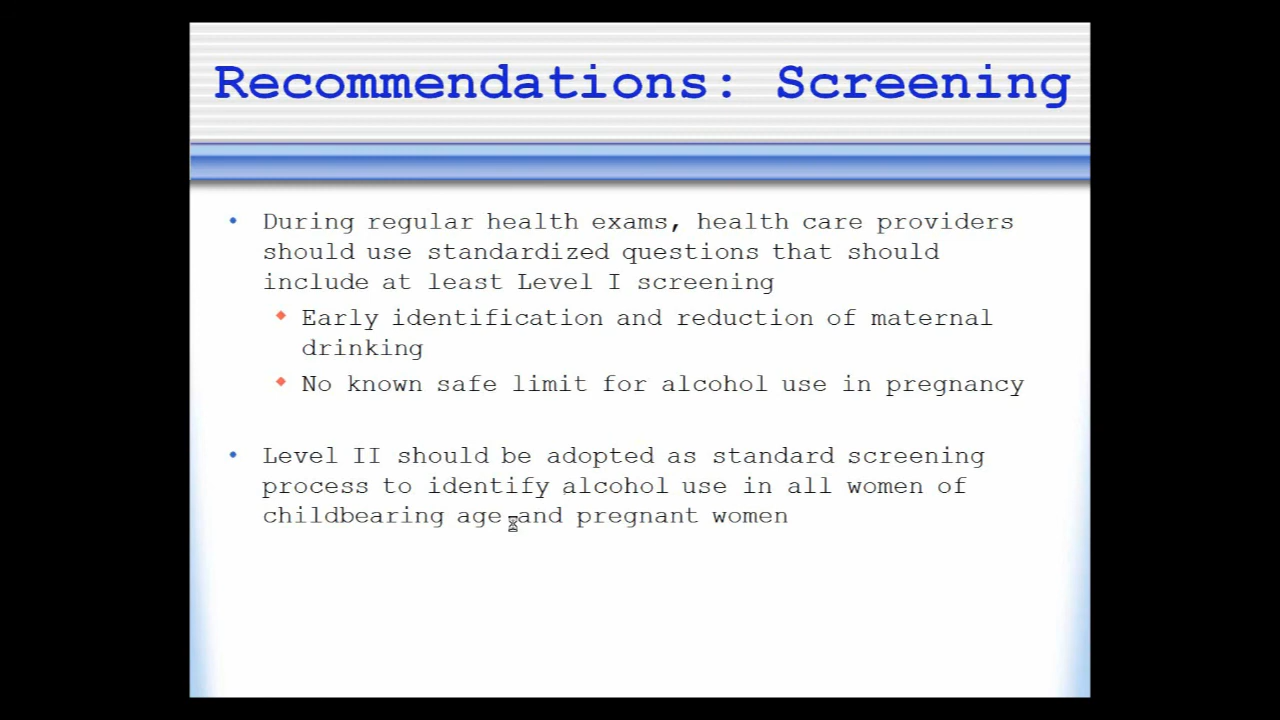 Recommendations: Screening
• During regular health exams, health care providers
should use standardized questions that should
include at least Level I screening
◆ Early identification and reduction of maternal
drinking
◆ No known safe limit for alcohol use in pregnancy
• Level II should be adopted as standard screening
process to identify alcohol use in all women of
childbearing age and pregnant women